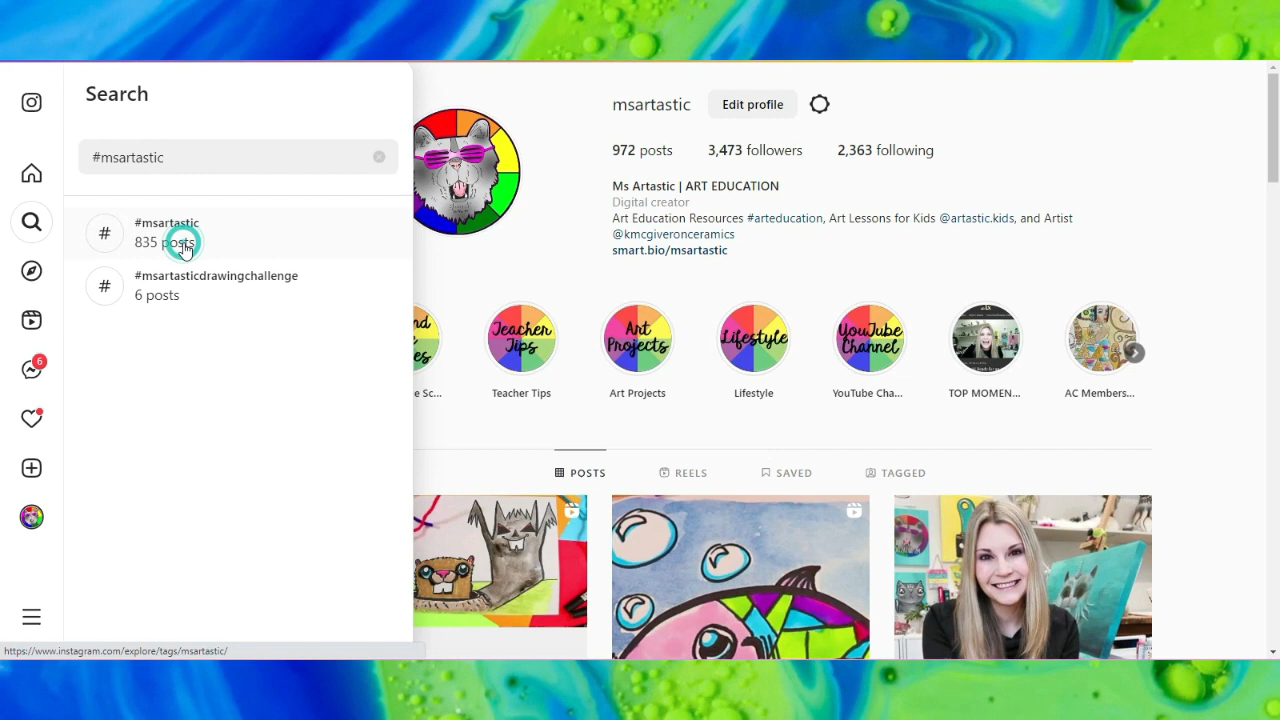 Search
#msartastic
#
#msartastic
835 posts
#
#msartasticdrawingchallenge
6 posts
6
msartastic
Edit profile
972 posts
3,473 followers
2,363 following
Ms Artastic | ART EDUCATION
Digital creator
Art Education Resources #arteducation, Art Lessons for Kids @artastic.kids, and Artist
@kmcgiveronceramics
smart.bio/msartastic
Teacher
Tips
Art
Projects
Lifestyle
YouTube
Channel
e Sc...
Teacher Tips
Art Projects
Lifestyle
YouTube Cha...
TOP MOMEN...
AC Members...
POSTS
REELS
SAVED
TAGGED
https://www.instagram.com/explore/tags/msartastic/